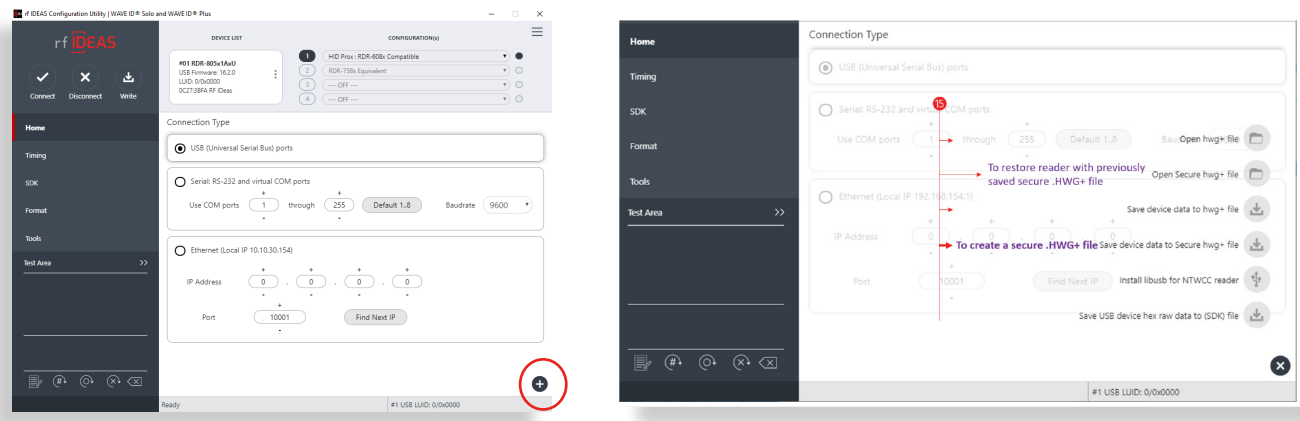 rf IDEAS Configuration Utility | WAVE ID® Solo and WAVE ID® Plus
rf IDEAS
Connect Disconnect Write
DEVICE LIST
#01 RDR-805x1AxU
USB Firmware: 16.2.0
LUID: 0/0x0000
0C27:3BFA RF IDeas
CONFIGURATION(s)
1 HID Prox : RDR-608x Compatible
2 RDR-758x Equivalent
3 ---- OFF ----
4 ---- OFF ----
Home
Timing
SDK
Format
Tools
Test Area >>
Connection Type
USB (Universal Serial Bus) ports
Serial: RS-232 and virtual COM ports
+ +
Use COM ports 1 through 255 Default 1..8 Baudrate 9600
- -
Ethernet (Local IP 10.10.30.154)
+ + + +
IP Address 0 . 0 . 0 . 0
- - - -
+
Port 10001 Find Next IP
-
Ready #1 USB LUID: 0/0x0000
Home
Timing
SDK
Format
Tools
Test Area >>
Connection Type
USB (Universal Serial Bus) ports
Serial: RS-232 and virtual COM ports
15
+ +
Use COM ports 1 through 255 Default 1..8
- -
Open hwg+ file
To restore reader with previously
saved secure .HWG+ file
Open Secure hwg+ file
Ethernet (Local IP 192.168.154.1)
Save device data to hwg+ file
+ + + +
IP Address 0 0 0 0
To create a secure .HWG+ file
Save device data to Secure hwg+ file
+
Port 10001 Find Next IP
-
Install libusb for NTWCC reader
Save USB device hex raw data to (SDK) file
#1 USB LUID: 0/0x0000